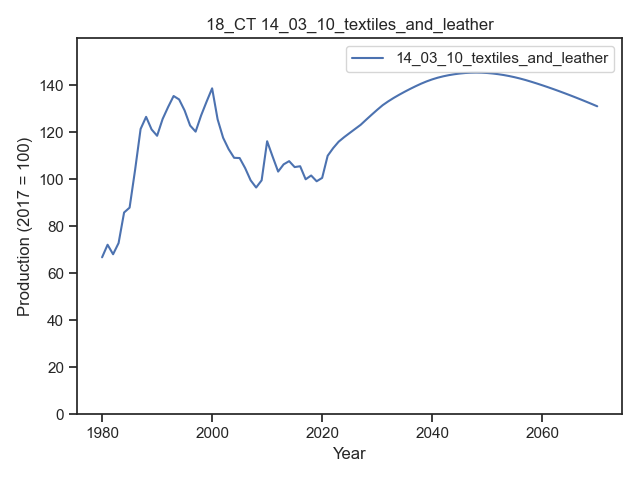 18_CT 14_03_10_textiles_and_leather
14_03_10_textiles_and_leather
Production (2017 = 100)
140
120
100
80
60
40
20
0
1980 2000 2020 2040 2060
Year